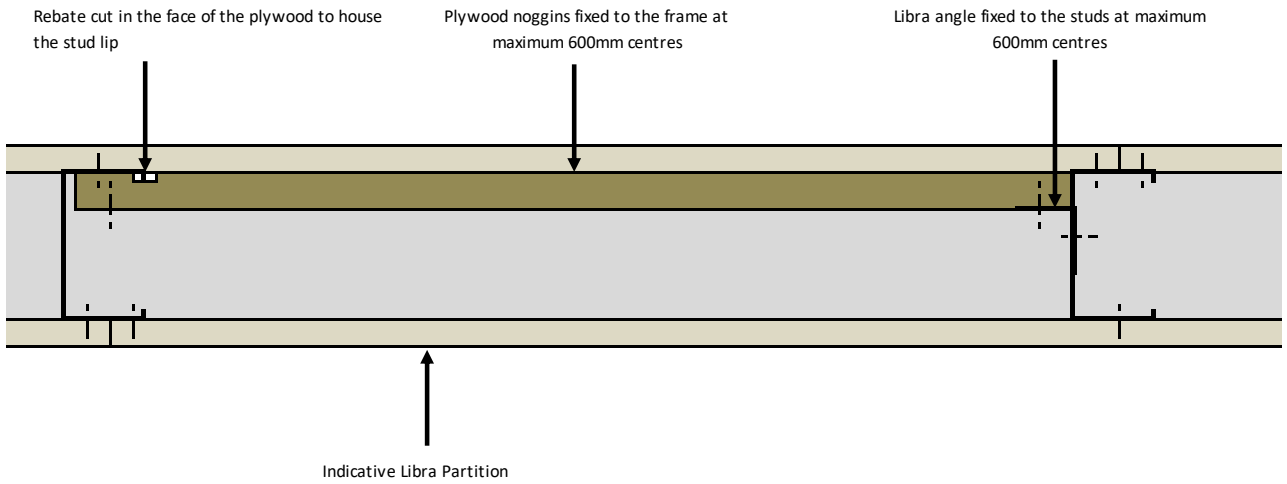 Rebate cut in the face of the plywood to house
the stud lip
Plywood noggins fixed to the frame at
maximum 600mm centres
Libra angle fixed to the studs at maximum
600mm centres
Indicative Libra Partition